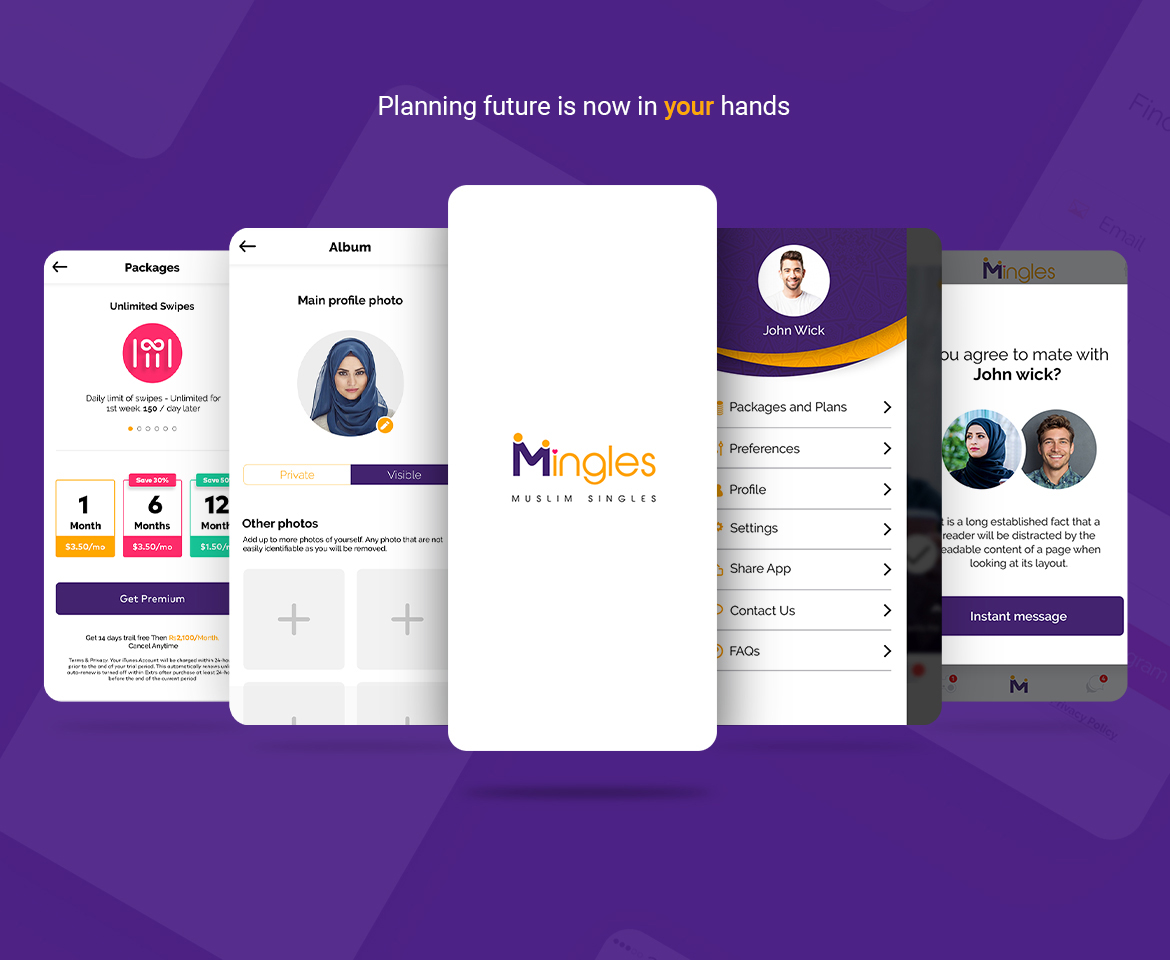 Planning future is now in your hands
Packages
Unlimited Swipes
Daily limit of swipes - Unlimited for
1st week. 150 / day later
Save 30%
Save 50
1
Month
$3.50/mo
6
Months
$3.50/mo
12
Month
$1.50/
Get Premium
Get 14 days trail free Then Rs2,100/Month.
Cancel Anytime
Terms & Privacy. Your iTunes Account will be charged within 24-ho
prior to the end of your trial period. This automatically renews unl
auto-renew is turned off within Extra after purchase at least 24-h
before the end of the current period
Album
Main profile photo
Private
Visible
Other photos
Add up to more photos of yourself. Any photo that are not
easily identifiable as you will be removed.
Mingles
MUSLIM SINGLES
John Wick
Packages and Plans
Preferences
Profile
Settings
Share App
Contact Us
FAQs
Mingles
ou agree to mate with
John wick?
t is a long established fact that a
reader will be distracted by the
eadable content of a page when
looking at its layout.
Instant message
1
M
4
Find
Email
gram
rivacy Policy